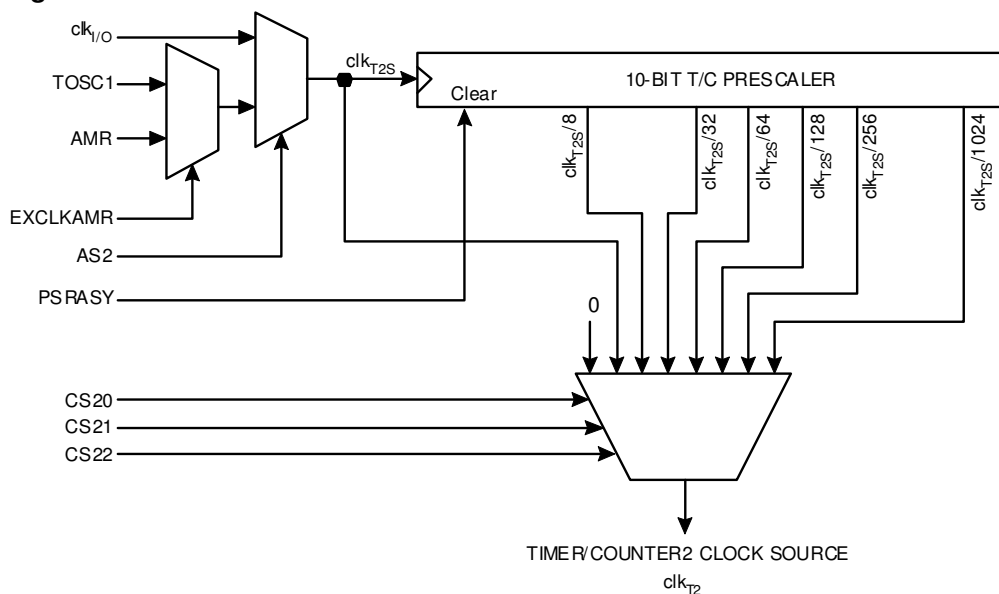 clkI/O
TOSC1
AMR
EXCLKAMR
AS2
PSRASY
clkT2S
10-BIT T/C PRESCALER
Clear
clkT2S/8
clkT2S/32
clkT2S/64
clkT2S/128
clkT2S/256
clkT2S/1024
0
CS20
CS21
CS22
TIMER/COUNTER2 CLOCK SOURCE
clkT2